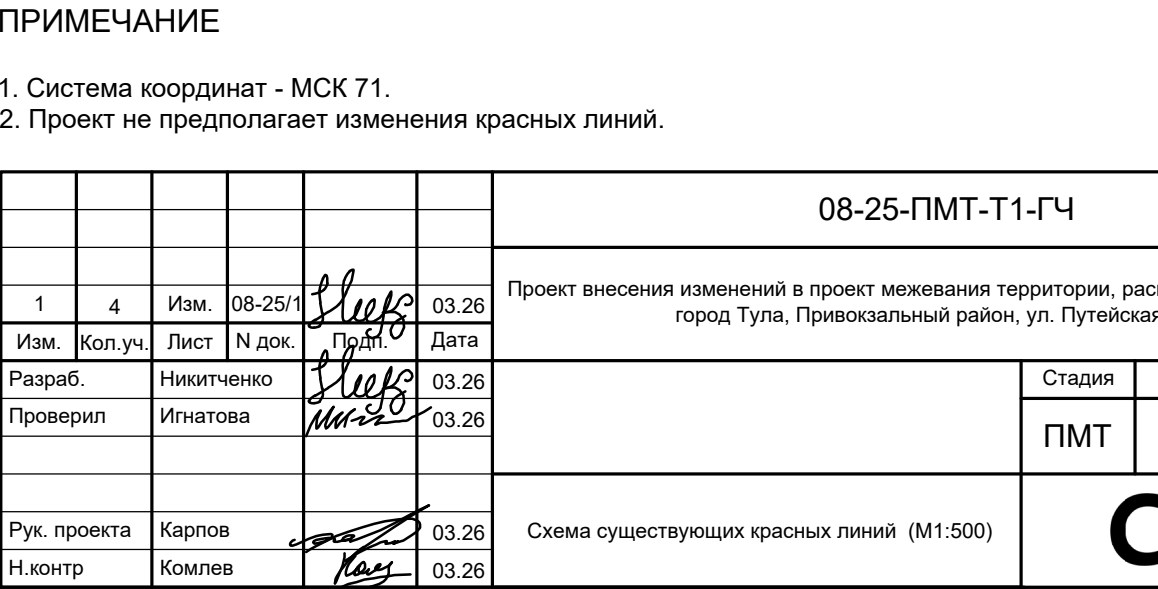 ПРИМЕЧАНИЕ
1. Система координат - МСК 71.
2. Проект не предполагает изменения красных линий.
08-25-ПМТ-Т1-ГЧ
Проект внесения изменений в проект межевания территории,
город Тула, Привокзальный район, ул. Путейская
1 4 Изм. 08-25/1 03.26
Изм. Кол.уч. Лист N док. Подп. Дата
Разраб. Никитченко 03.26
Проверил Игнатова 03.26
Стадия
ПМТ
Рук. проекта Карпов 03.26
Н.контр Комлев 03.26
Схема существующих красных линий (М1:500)